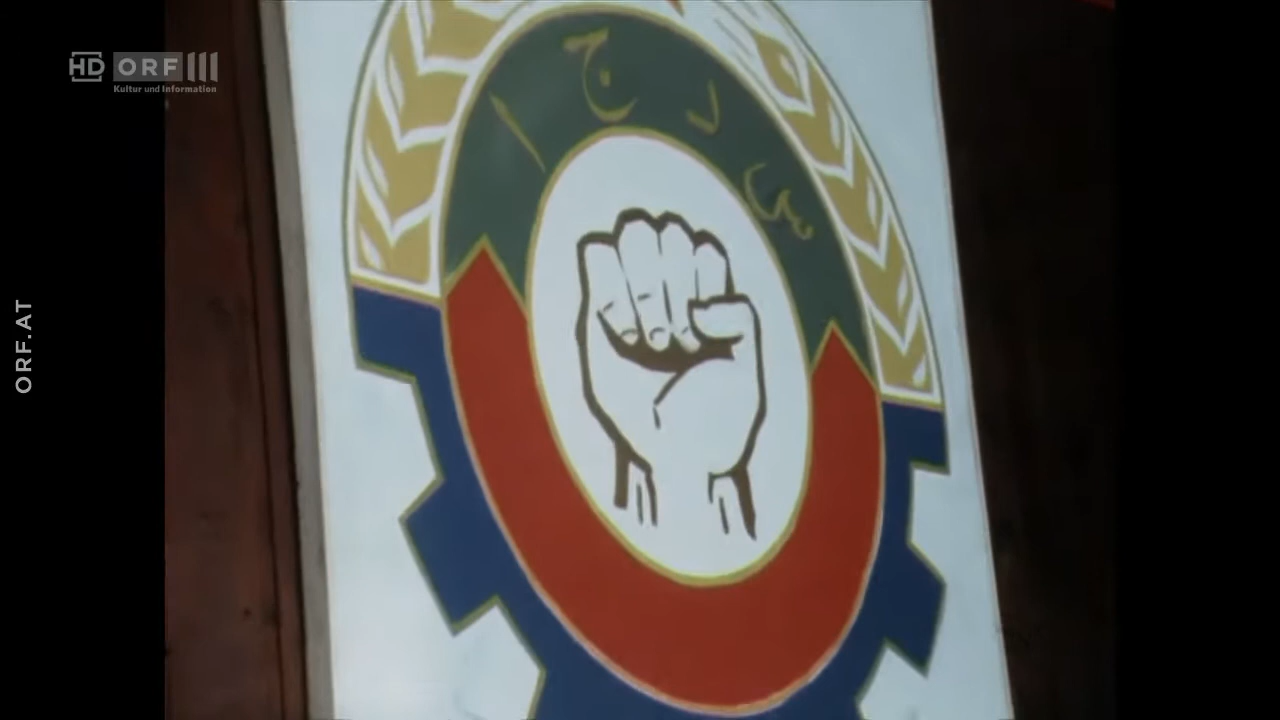 HD ORF III
Kultur und Information
ORF.AT
س د ج ا